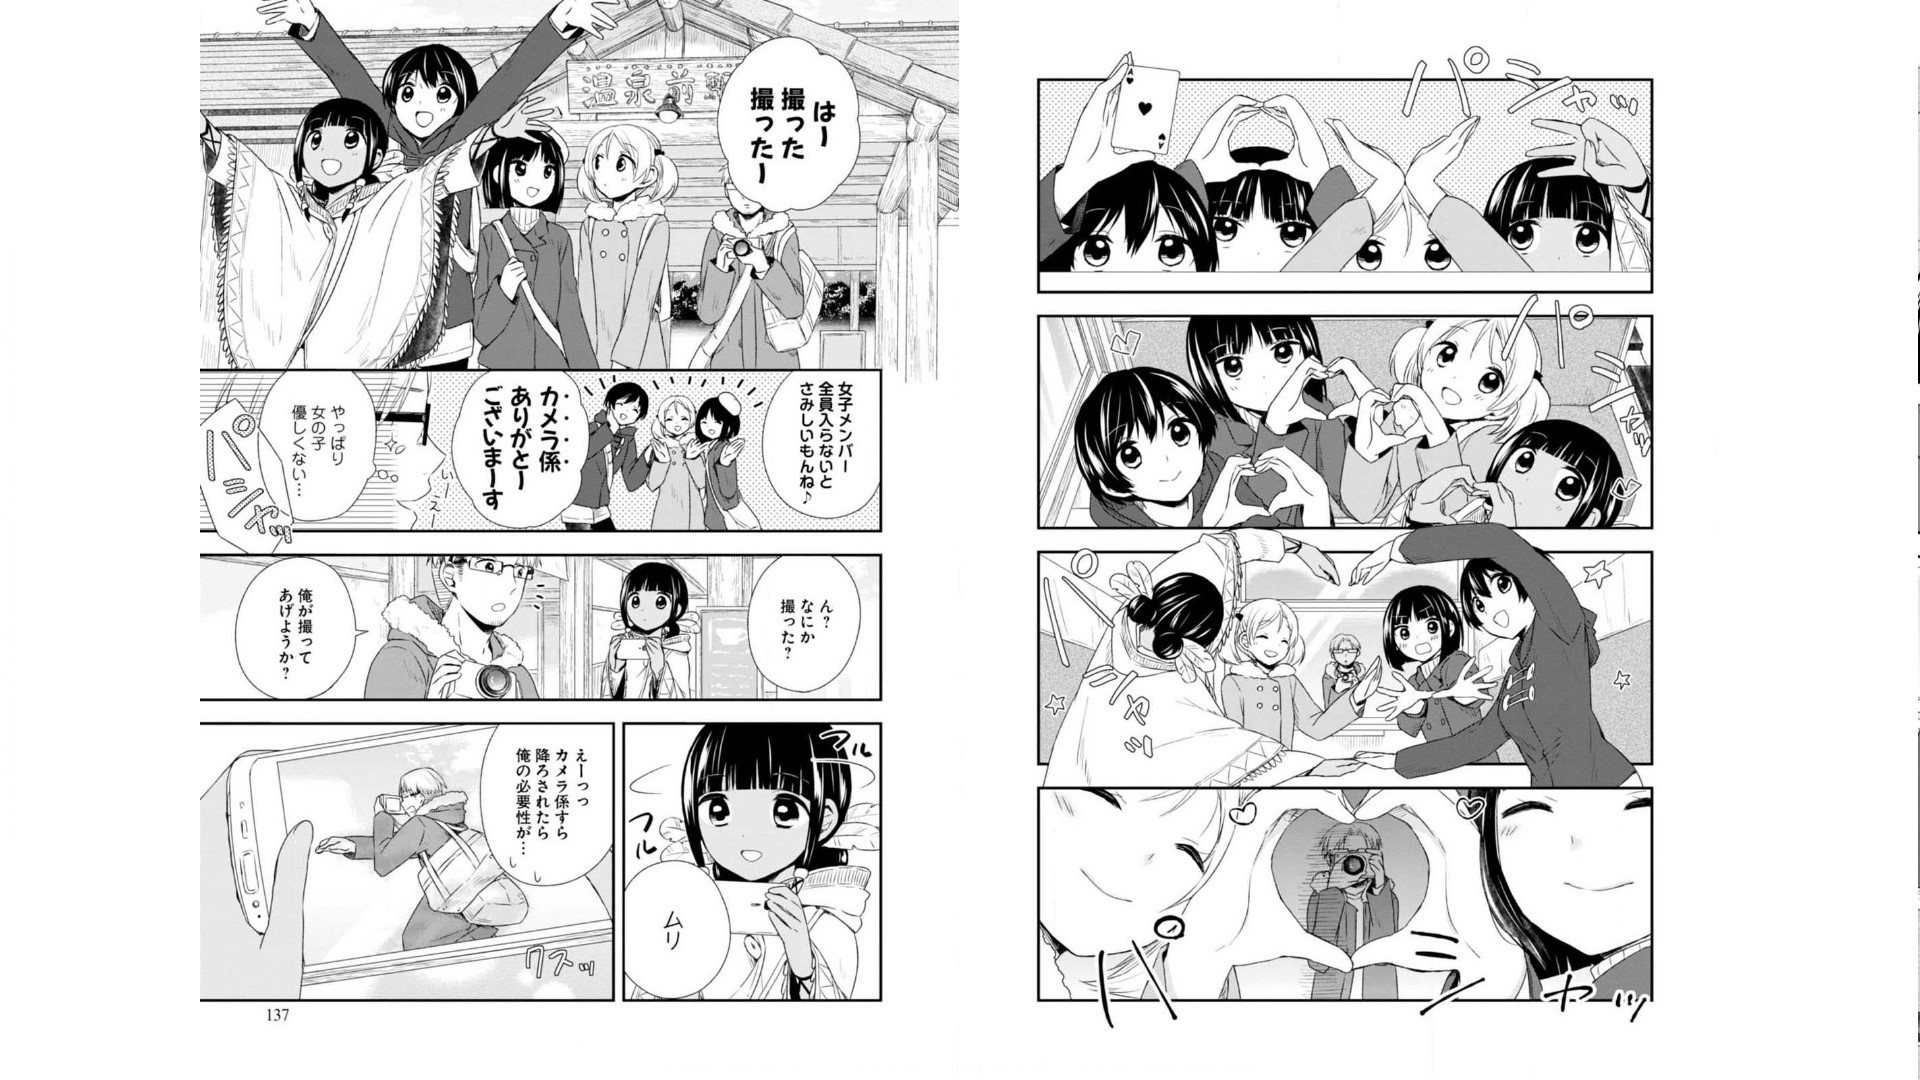 パシャッ
パシャッ
パシャッ
パシャッ
温泉前
はー
撮った
撮ったー
女子メンバー
全員入らないと
さみしいもんね♪
カメラ係
ありがとー
ございまーす
いーえー
やっぱり
女の子
優しくない…
パシャッ
ん?
なにか
撮った?
俺が撮って
あげようか?
フル
フル
ムリ
えーっっ
カメラ係すら
降ろされたら
俺の必要性が…
クスッ
137